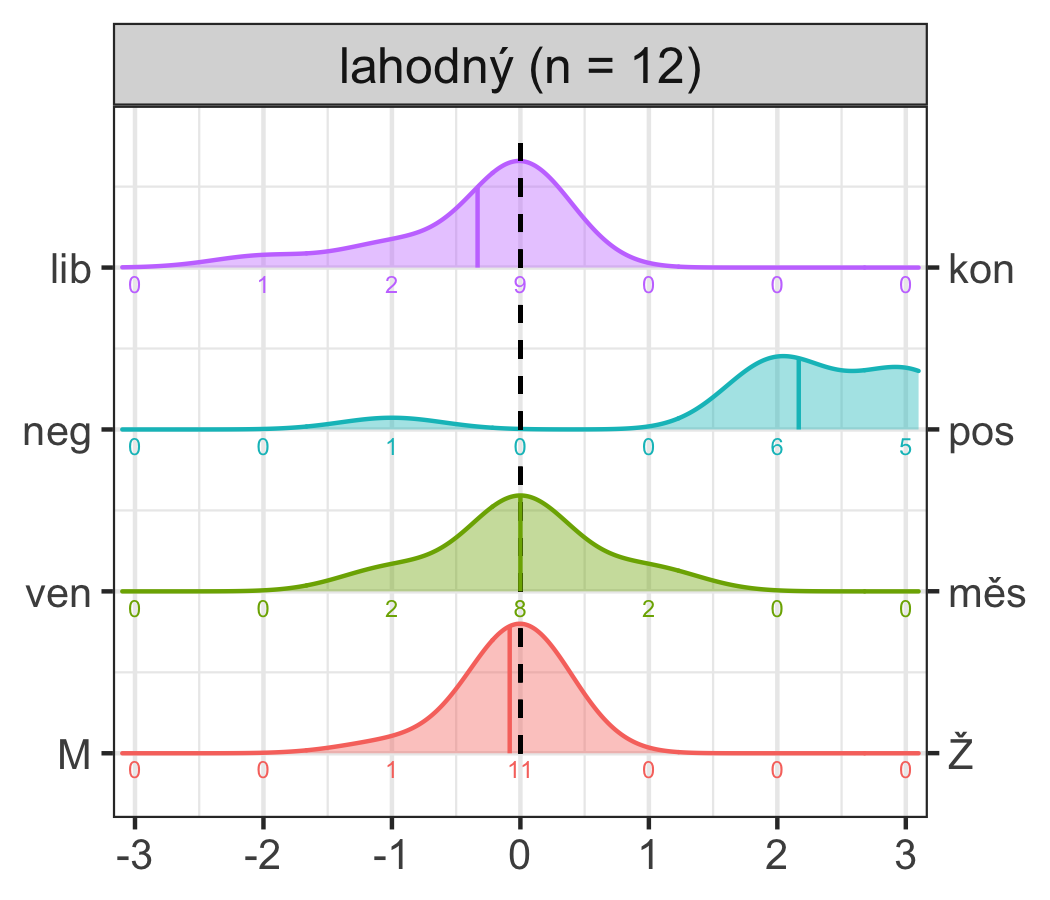 lahodný (n = 12)
lib kon
0 1 2 9 0 0 0
neg pos
0 0 1 0 0 6 5
ven měs
0 0 2 8 2 0 0
M Ž
0 0 1 11 0 0 0
-3 -2 -1 0 1 2 3